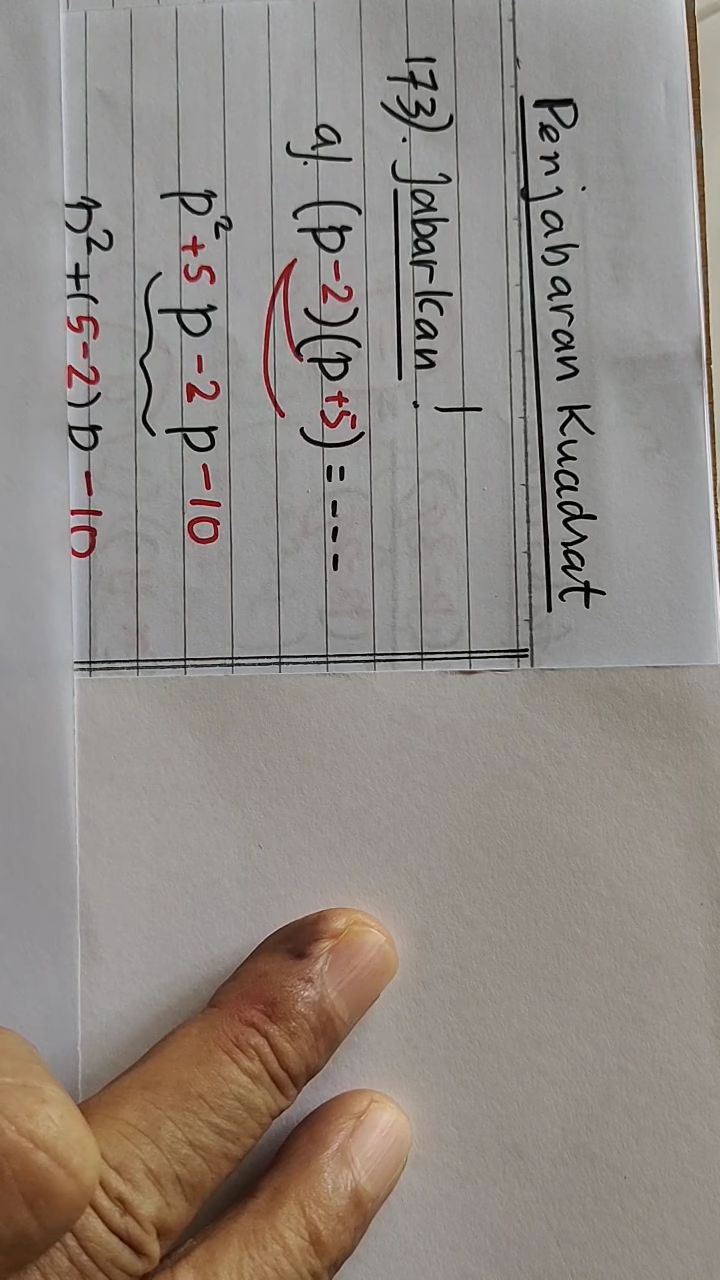 Penjabaran Kuadrat
173). Jabarkan!
a). (p-2)(p+5) = ---
p²+5p-2p-10
p²+(5-2)p-10